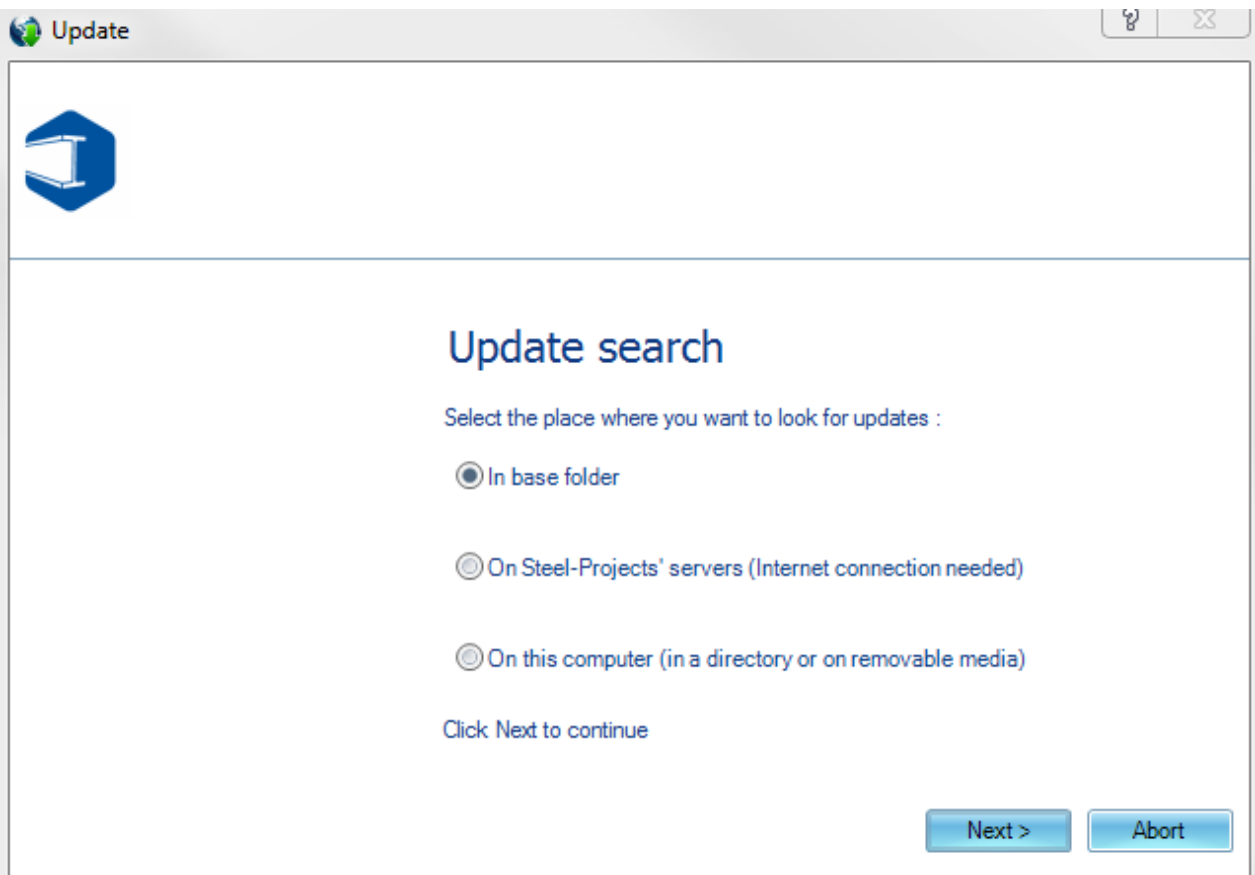 Update
Update search
Select the place where you want to look for updates :
In base folder
On Steel-Projects' servers (Internet connection needed)
On this computer (in a directory or on removable media)
Click Next to continue
Next >
Abort